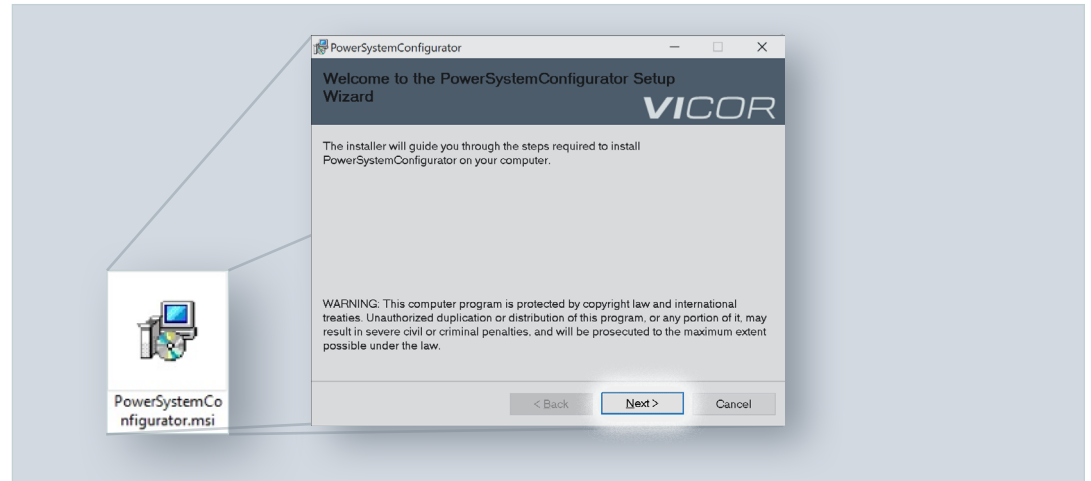 PowerSystemConfigurator
Welcome to the PowerSystemConfigurator Setup
Wizard
VICOR
The installer will guide you through the steps required to install
PowerSystemConfigurator on your computer.
WARNING: This computer program is protected by copyright law and international
treaties. Unauthorized duplication or distribution of this program, or any portion of it, may
result in severe civil or criminal penalties, and will be prosecuted to the maximum extent
possible under the law.
PowerSystemCo
nfigurator.msi
< Back
Next >
Cancel